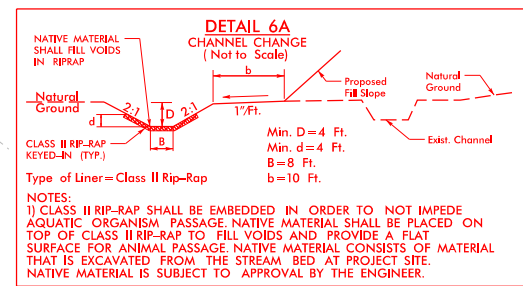 DETAIL 6A
CHANNEL CHANGE
( Not to Scale)
NATIVE MATERIAL
SHALL FILL VOIDS
IN RIPRAP
b
Proposed
Fill Slope
Natural
Ground
Natural
Ground
2:1
D
2:1
1"/Ft.
d
B
CLASS II RIP-RAP
KEYED-IN (TYP.)
Exist. Channel
Min. D=4 Ft.
Min. d=4 Ft.
B=8 Ft.
b=10 Ft.
Type of Liner=Class II Rip-Rap
NOTES:
1) CLASS II RIP-RAP SHALL BE EMBEDDED IN ORDER TO NOT IMPEDE
AQUATIC ORGANISM PASSAGE. NATIVE MATERIAL SHALL BE PLACED ON
TOP OF CLASS II RIP-RAP TO FILL VOIDS AND PROVIDE A FLAT
SURFACE FOR ANIMAL PASSAGE. NATIVE MATERIAL CONSISTS OF MATERIAL
THAT IS EXCAVATED FROM THE STREAM BED AT PROJECT SITE.
NATIVE MATERIAL IS SUBJECT TO APPROVAL BY THE ENGINEER.